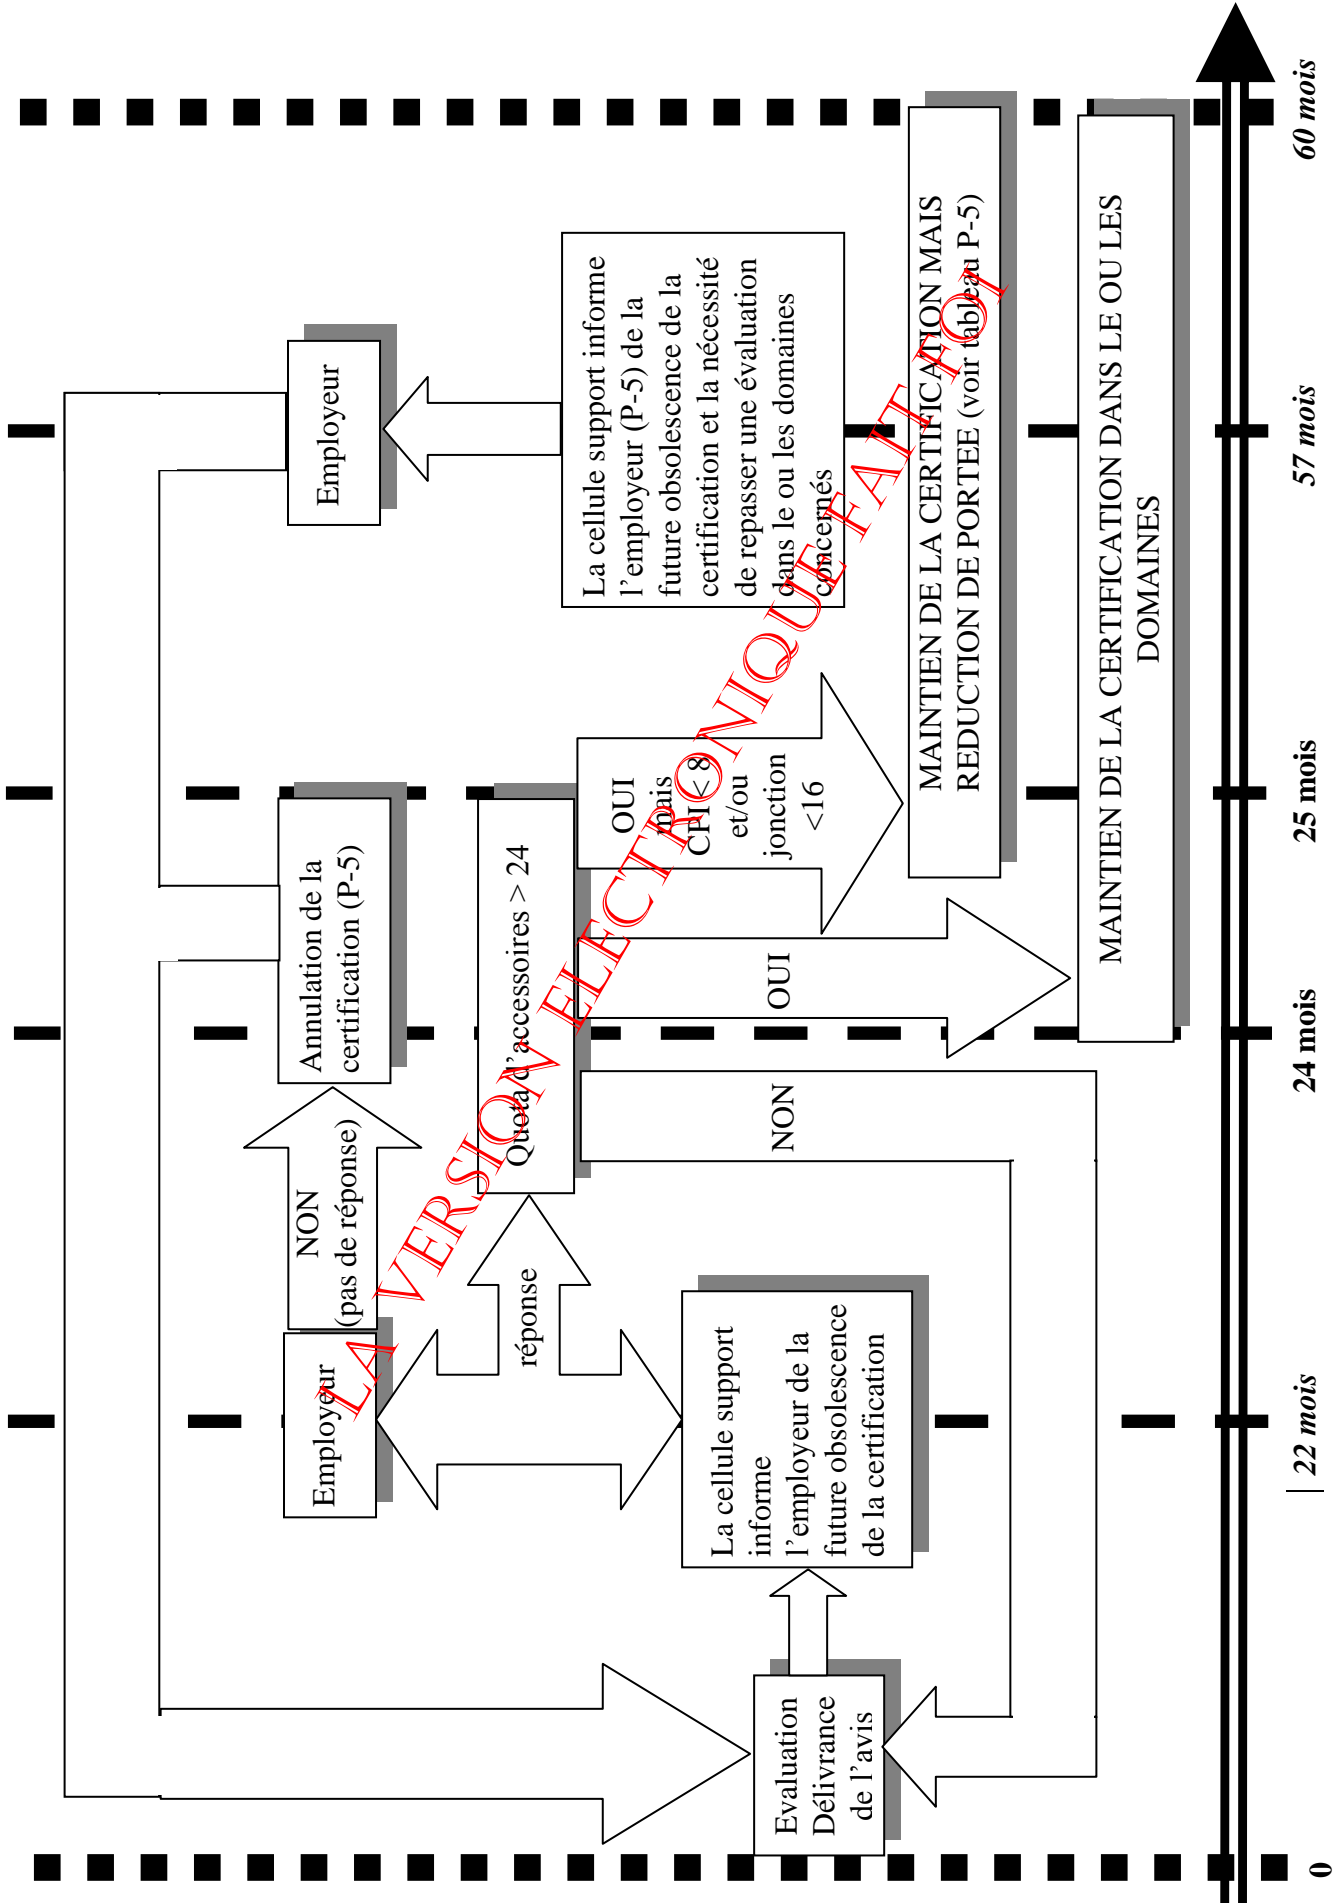 Employeur
NON
(pas de réponse)
Annulation de la
certification (P-5)
Employeur
réponse
Quota d'accessoires > 24
La cellule support
informe
l'employeur de la
future obsolescence
de la certification
Evaluation
Délivrance
de l'avis
NON
OUI
OUI
mais
CPI < 8
et/ou
jonction
<16
La cellule support informe
l'employeur (P-5) de la
future obsolescence de la
certification et la nécessité
de repasser une évaluation
dans le ou les domaines
concernés
MAINTIEN DE LA CERTIFICATION MAIS
REDUCTION DE PORTEE (voir tableau P-5)
MAINTIEN DE LA CERTIFICATION DANS LE OU LES
DOMAINES
LA VERSION ELECTRONIQUE FAIT FOI
0
22 mois
24 mois
25 mois
57 mois
60 mois